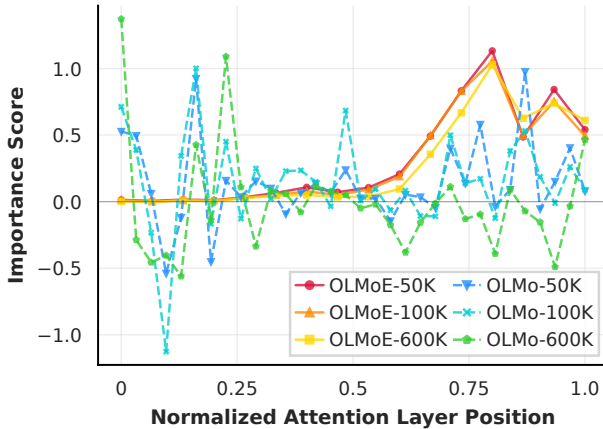 1.0
0.5
0.0
−0.5
−1.0
Importance Score
OLMoE-50K
OLMoE-100K
OLMoE-600K
OLMo-50K
OLMo-100K
OLMo-600K
0 0.25 0.5 0.75 1.0
Normalized Attention Layer Position